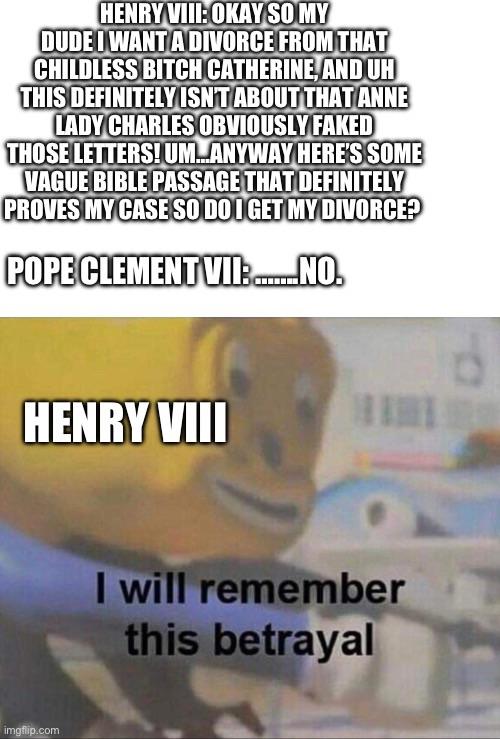 HENRY VIII: OKAY SO MY
DUDE I WANT A DIVORCE FROM THAT
CHILDLESS BITCH CATHERINE, AND UH
THIS DEFINITELY ISN'T ABOUT THAT ANNE
LADY CHARLES OBVIOUSLY FAKED
THOSE LETTERS! UM...ANYWAY HERE'S SOME
VAGUE BIBLE PASSAGE THAT DEFINITELY
PROVES MY CASE SO DO I GET MY DIVORCE?
POPE CLEMENT VII: .......NO.
HENRY VIII
I will remember
this betrayal
imgflip.com